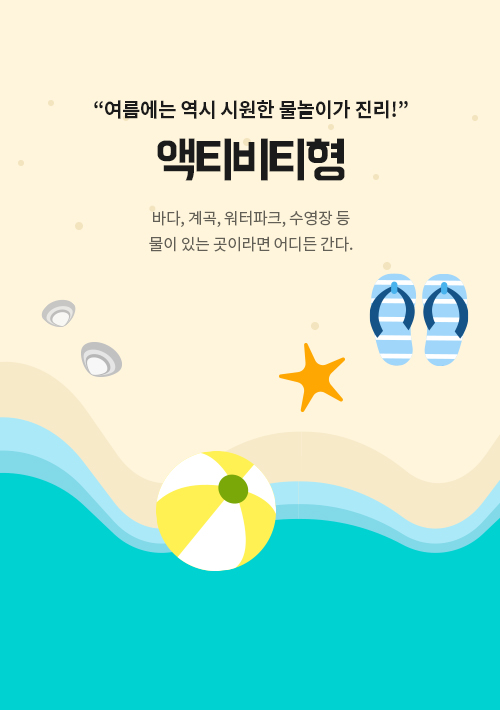 “여름에는 역시 시원한 물놀이가 진리!”
액티비티형
바다, 계곡, 워터파크, 수영장 등
물이 있는 곳이라면 어디든 간다.